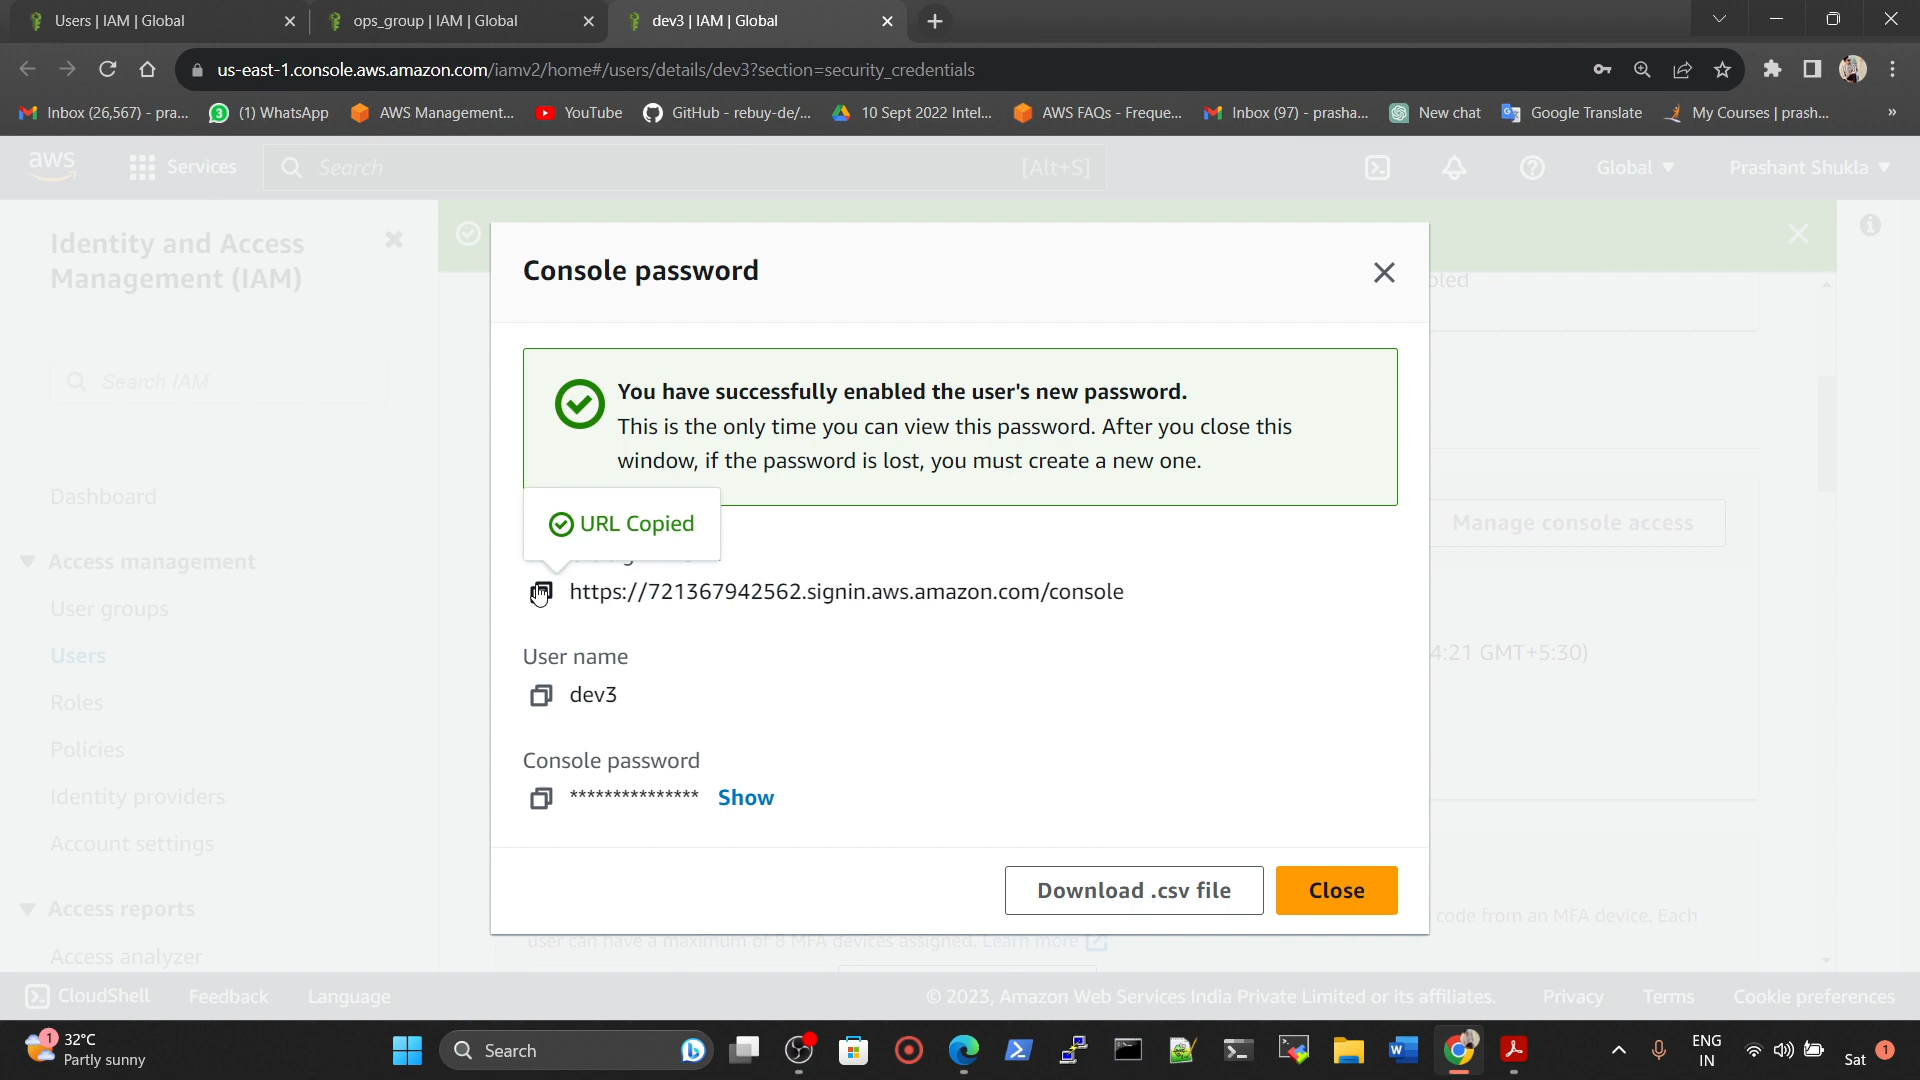 Users | IAM | Global
ops_group | IAM | Global
dev3 | IAM | Global
us-east-1.console.aws.amazon.com/iamv2/home#/users/details/dev3?section=security_credentials
Inbox (26,567) - pra...
(1) WhatsApp
AWS Management...
YouTube
GitHub - rebuy-de/...
10 Sept 2022 Intel...
AWS FAQs - Freque...
Inbox (97) - prasha...
New chat
Google Translate
My Courses | prash...
»
aws
Services
Search
[Alt+S]
Global
Prashant Shukla
Identity and Access
Management (IAM)
Search IAM
Dashboard
Access management
User groups
Users
Roles
Policies
Identity providers
Account settings
Access reports
Access analyzer
Console password
You have successfully enabled the user's new password.
This is the only time you can view this password. After you close this
window, if the password is lost, you must create a new one.
URL Copied
https://721367942562.signin.aws.amazon.com/console
User name
dev3
Console password
*************** Show
Download .csv file
Close
Manage console access
4:21 GMT+5:30)
code from an MFA device. Each
user can have a maximum of 8 MFA devices assigned. Learn more
CloudShell
Feedback
Language
© 2023, Amazon Web Services India Private Limited or its affiliates.
Privacy
Terms
Cookie preferences
1
32°C
Partly sunny
Search
ENG
IN
Sat
1